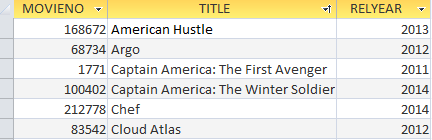 MOVIENO TITLE RELYEAR
168672 American Hustle 2013
68734 Argo 2012
1771 Captain America: The First Avenger 2011
100402 Captain America: The Winter Soldier 2014
212778 Chef 2014
83542 Cloud Atlas 2012